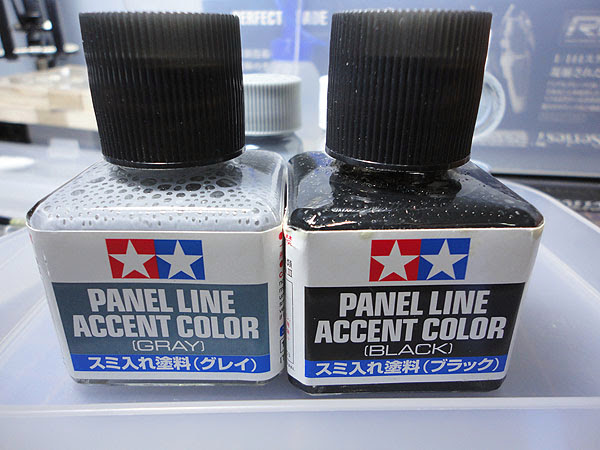 PERFECT
PANEL LINE
ACCENT COLOR
(GRAY)
スミ入れ塗料(グレイ)
PANEL LINE
ACCENT COLOR
(BLACK)
スミ入れ塗料(ブラック)